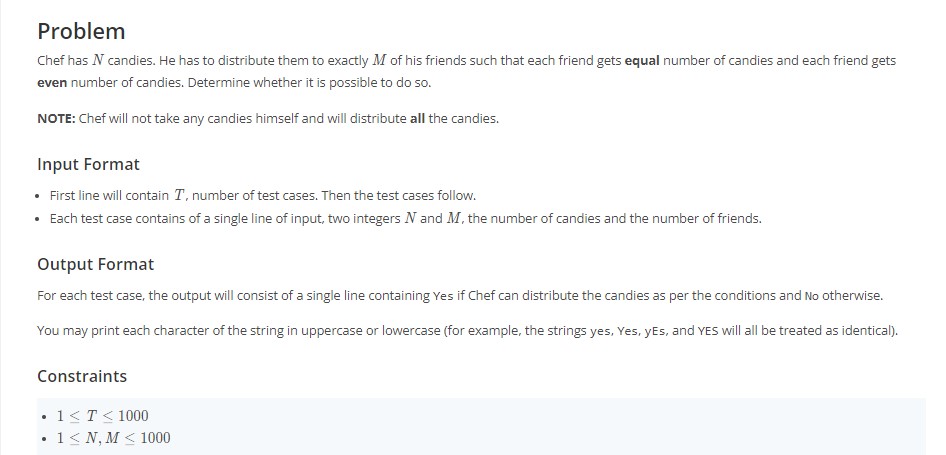 Problem
Chef has N candies. He has to distribute them to exactly M of his friends such that each friend gets equal number of candies and each friend gets
even number of candies. Determine whether it is possible to do so.
NOTE: Chef will not take any candies himself and will distribute all the candies.
Input Format
• First line will contain T, number of test cases. Then the test cases follow.
• Each test case contains of a single line of input, two integers N and M, the number of candies and the number of friends.
Output Format
For each test case, the output will consist of a single line containing Yes if Chef can distribute the candies as per the conditions and No otherwise.
You may print each character of the string in uppercase or lowercase (for example, the strings yes, Yes, yEs, and YES will all be treated as identical).
Constraints
• 1 ≤ T ≤ 1000
• 1 ≤ N, M ≤ 1000